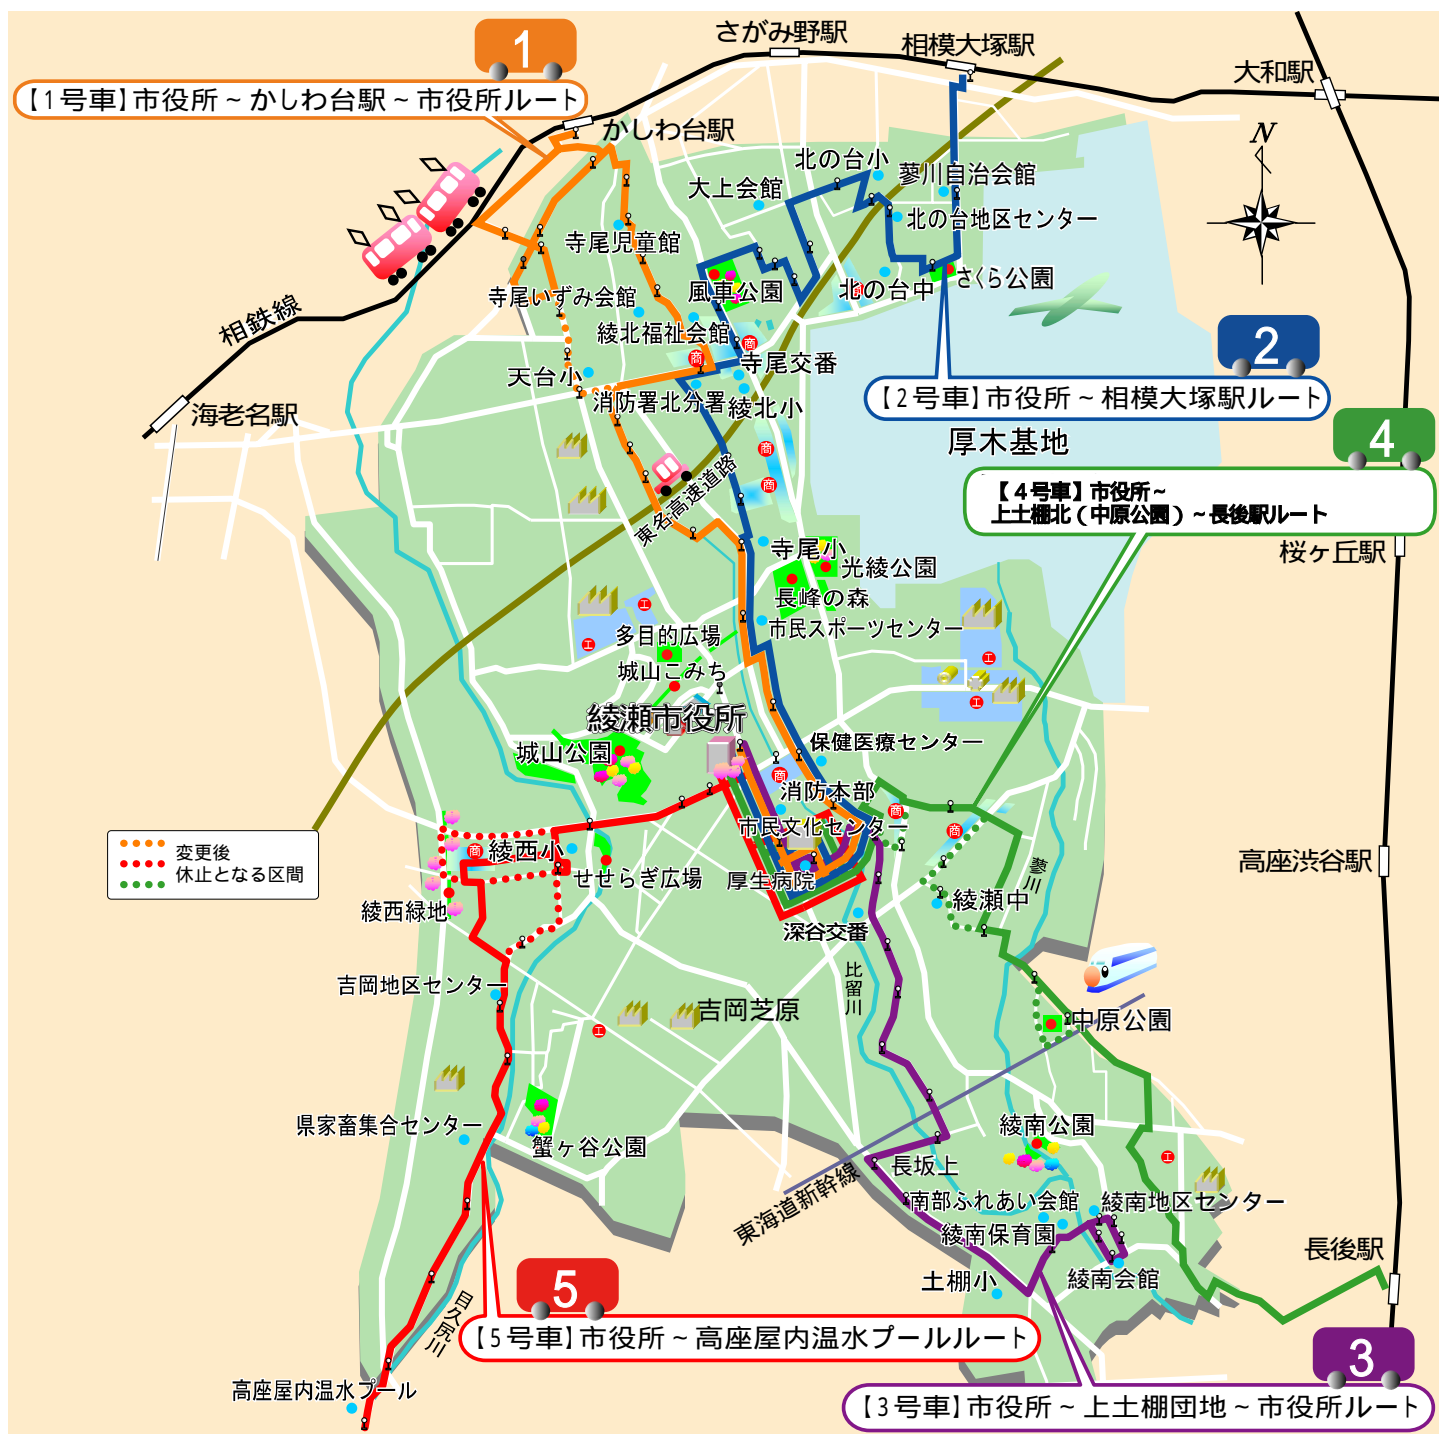 1
【1号車】市役所～かしわ台駅～市役所ルート
さがみ野駅
相模大塚駅
大和駅
かしわ台駅
N
北の台小
蓼川自治会館
大上会館
北の台地区センター
寺尾児童館
風車公園
北の台中
さくら公園
寺尾いずみ会館
相鉄線
綾北福祉会館
商
商
寺尾交番
2
【2号車】市役所～相模大塚駅ルート
天台小
消防署北分署
綾北小
海老名駅
厚木基地
4
【4号車】市役所～
上土棚北（中原公園）～長後駅ルート
商
商
東名高速道路
寺尾小
光綾公園
桜ヶ丘駅
長峰の森
工
工
市民スポーツセンター
多目的広場
工
城山こみち
工
綾瀬市役所
城山公園
保健医療センター
商
消防本部
商
市民文化センター
商
変更後
休止となる区間
商
綾西小
せせらぎ広場
厚生病院
蓼川
高座渋谷駅
綾瀬中
綾西緑地
深谷交番
吉岡地区センター
比留川
吉岡芝原
工
中原公園
県家畜集合センター
蟹ヶ谷公園
綾南公園
工
長坂上
東海道新幹線
南部ふれあい会館
綾南地区センター
綾南保育園
長後駅
土棚小
綾南会館
5
【5号車】市役所～高座屋内温水プールルート
目久尻川
高座屋内温水プール
3
【3号車】市役所～上土棚団地～市役所ルート